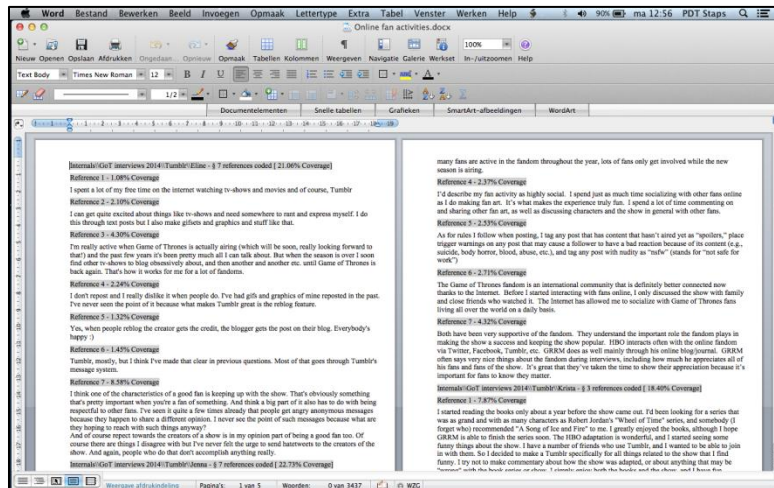 Word Bestand Bewerken Beeld Invoegen Opmaak Lettertype Extra Tabel Venster Werken Help 90% ma 12:56 PDT Staps
Online fan activities.docx
100%
Nieuw Openen Opslaan Afdrukken Ongedaan... Opnieuw Opmaak Tabellen Kolommen Weergeven Navigatie Galerie Werkset In-/uitzoomen Help
Text Body Times New Roman 12 B I U
1/2
Documentelementen Snelle tabellen Grafieken SmartArt-afbeeldingen WordArt
Internals\\GoT interviews 2014\\Tumblr\\Eline - § 7 references coded [ 21.06% Coverage]
Reference 1 - 1.08% Coverage
I spent a lot of my free time on the internet watching tv-shows and movies and of course, Tumblr
Reference 2 - 2.10% Coverage
I can get quite excited about things like tv-shows and need somewhere to rant and express myself. I do
this through text posts but I also make gifsets and graphics and stuff like that.
Reference 3 - 4.30% Coverage
I'm really active when Game of Thrones is actually airing (which will be soon, really looking forward to
that!) and the past few years it's been pretty much all I can talk about. But when the season is over I soon
find other tv-shows to blog obsessively about, and then another and another etc. until Game of Thrones is
back again. That's how it works for me for a lot of fandoms.
Reference 4 - 2.24% Coverage
I don't repost and I really dislike it when people do. I've had gifs and graphics of mine reposted in the past.
I've never seen the point of it because what makes Tumblr great is the reblog feature.
Reference 5 - 1.32% Coverage
Yes, when people reblog the creator gets the credit, the blogger gets the post on their blog. Everybody's
happy :)
Reference 6 - 1.45% Coverage
Tumblr, mostly, but I think I've made that clear in previous questions. Most of that goes through Tumblr's
message system.
Reference 7 - 8.58% Coverage
I think one of the characteristics of a good fan is keeping up with the show. That's obviously something
that's pretty important when you're a fan of something. And think a big part of it also has to do with being
respectful to other fans. I've seen it quite a few times already that people get angry anonymous messages
because they happen to share a different opinion. I never see the point of such messages because what are
they hoping to reach with such things anyway?
And of course respect towards the creators of a show is in my opinion part of being a good fan too. Of
course there are things I disagree with but I've never felt the urge to send hatetweets to the creators of the
show. And again, people who do that don't accomplish anything really.
Internals\\GoT interviews 2014\\Tumblr\\Jenna - § 7 references coded [ 22.73% Coverage]
many fans are active in the fandom throughout the year, lots of fans only get involved while the new
season is airing.
Reference 4 - 2.37% Coverage
I'd describe my fan activity as highly social. I spend just as much time socializing with other fans online
as I do making fan art. It's what makes the experience truly fun. I spend a lot of time commenting on
and sharing other fan art, as well as discussing characters and the show in general with other fans.
Reference 5 - 2.53% Coverage
As for rules I follow when posting, I tag any post that has content that hasn't aired yet as "spoilers," place
trigger warnings on any post that may cause a follower to have a bad reaction because of its content (e.g.,
suicide, body horror, blood, abuse, etc.), and tag any post with nudity as "nsfw" (stands for "not safe for
work")
Reference 6 - 2.71% Coverage
The Game of Thrones fandom is an international community that is definitely better connected now
thanks to the Internet. Before I started interacting with fans online, I only discussed the show with family
and close friends who watched it. The Internet has allowed me to socialize with Game of Thrones fans
living all over the world on a daily basis.
Reference 7 - 4.32% Coverage
Both have been very supportive of the fandom. They understand the important role the fandom plays in
making the show a success and keeping the show popular. HBO interacts often with the online fandom
via Twitter, Facebook, Tumblr, etc. GRRM does as well mainly through his online blog/journal. GRRM
often says very nice things about the fandom during interviews, including how much he appreciates all of
his fans and of the show. It's great that they've taken the time to show their appreciation because it's
important for fans to know they matter.
Internals\\GoT interviews 2014\\Tumblr\\Krista - § 3 references coded [ 18.40% Coverage]
Reference 1 - 7.87% Coverage
I started reading the books only about a year before the show came out. I'd been looking for a series that
was as grand and with as many characters as Robert Jordan's "Wheel of Time" series, and somebody (I
forget who) recommended "A Song of Ice and Fire" to me. I greatly enjoyed the books, although I hope
GRRM is able to finish the series soon. The HBO adaptation is wonderful, and I started seeing some
funny things about the show. I have a number of friends who use Tumblr, and I wanted to be able to join
in with them. So I decided to make a Tumblr specifically for all things related to the show that I find
funny. I try not to make commentary about how the show was adapted, or about anything that may be
"wrong" with the book series or show. I simply enjoy both the books and the show, and I have fun
Weergave afdrukindeling Pagina's: 1 van 5 Woorden: 0 van 3437 WZG